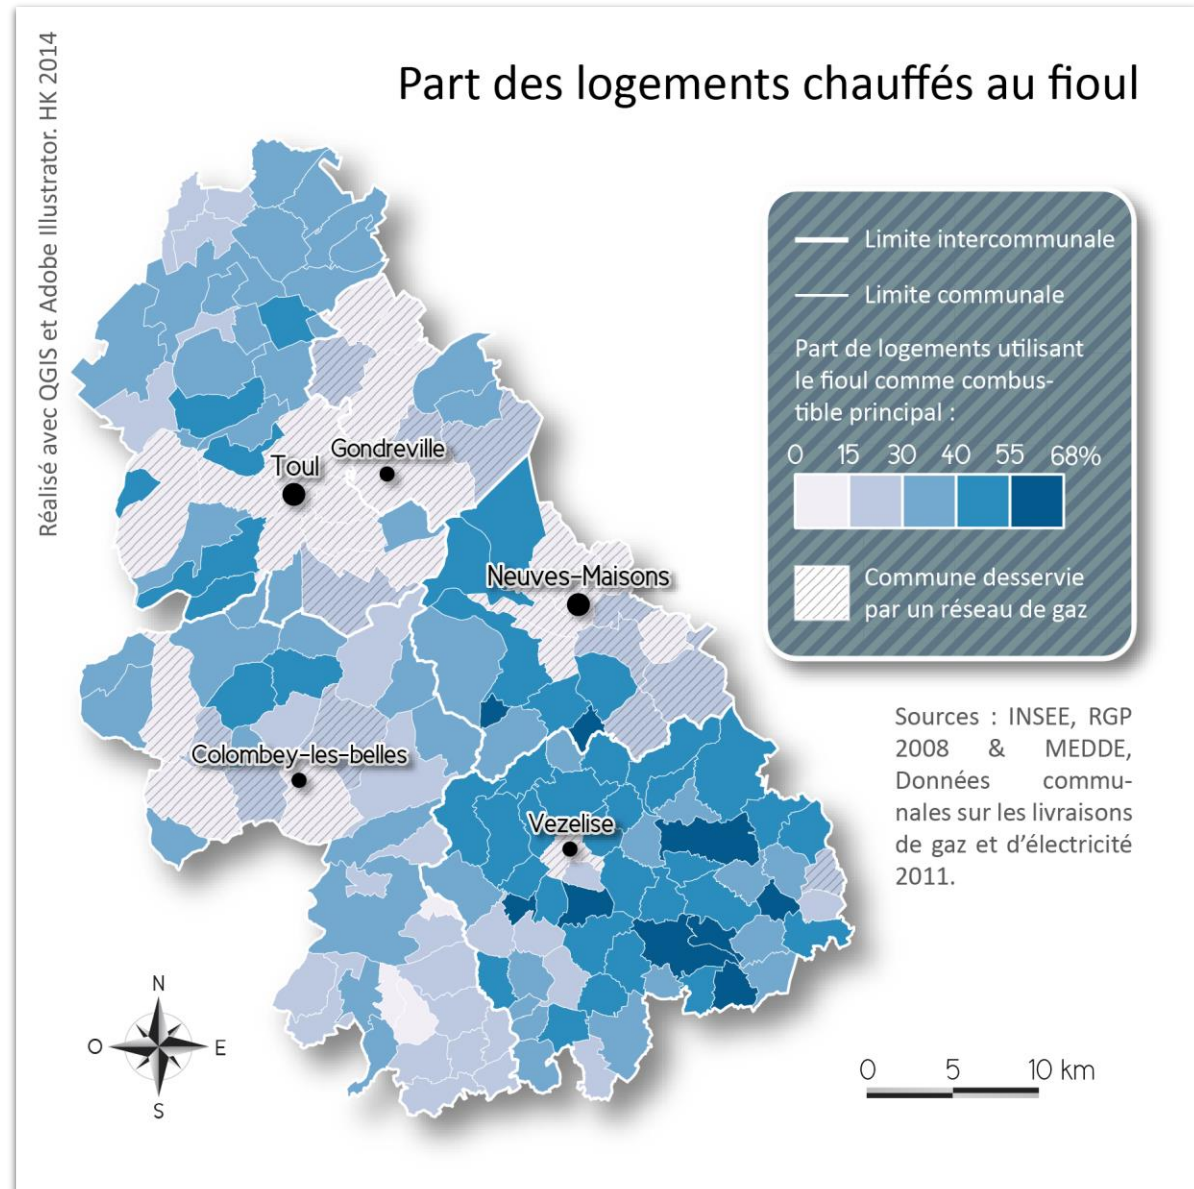 Réalisé avec QGIS et Adobe Illustrator. HK 2014
Part des logements chauffés au fioul
Limite intercommunale
Limite communale
Part de logements utilisant
le fioul comme combus-
tible principal :
0 15 30 40 55 68%
Commune desservie
par un réseau de gaz
Gondreville
Toul
Neuves-Maisons
Colombey-les-belles
Vezelise
Sources : INSEE, RGP
2008 & MEDDE,
Données commu-
nales sur les livraisons
de gaz et d'électricité
2011.
N
O E
S
0 5 10 km